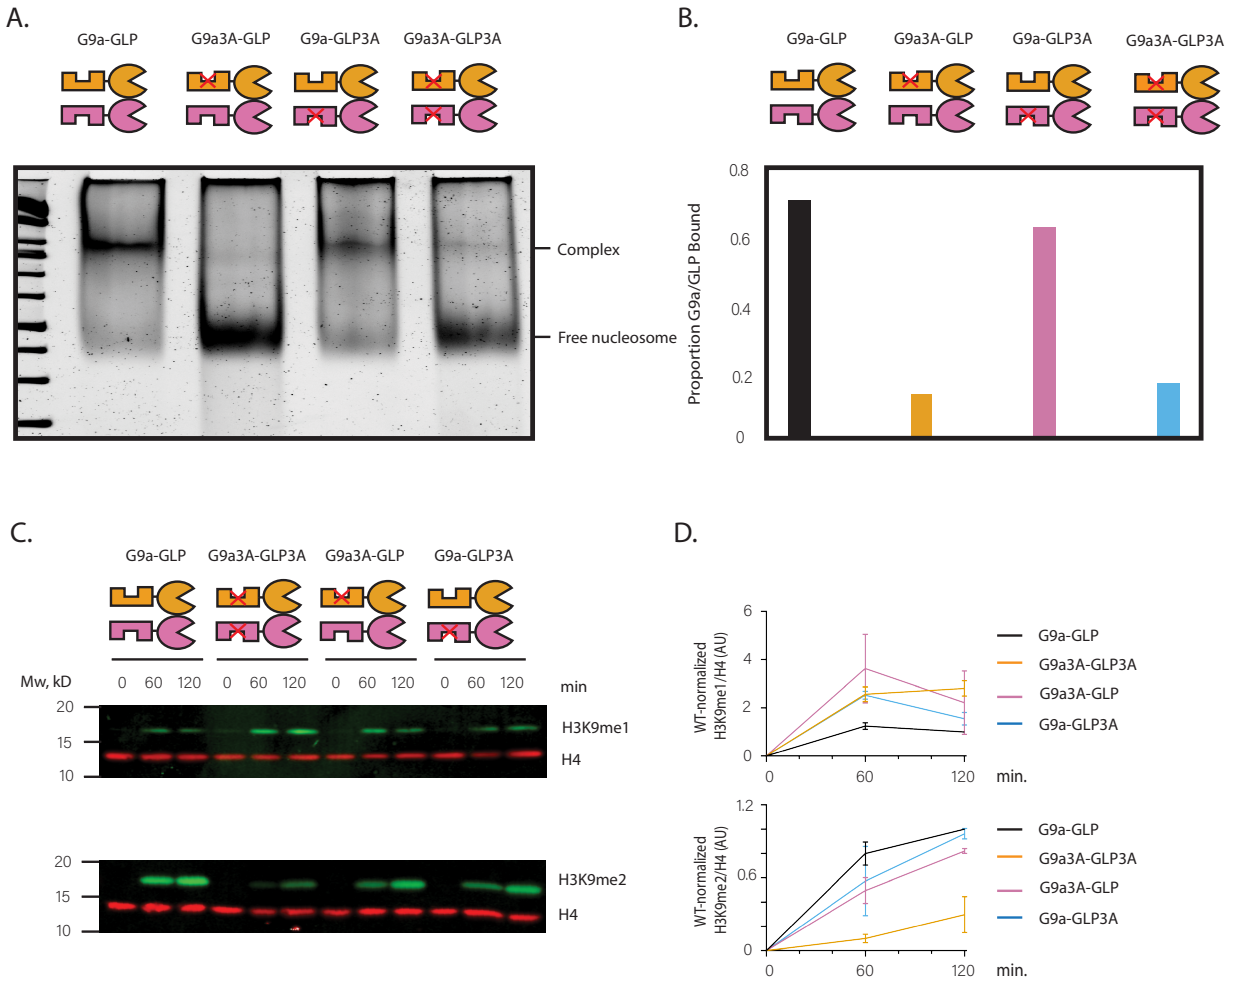 A.
G9a-GLP G9a3A-GLP G9a-GLP3A G9a3A-GLP3A
Complex
Free nucleosome
B.
G9a-GLP G9a3A-GLP G9a-GLP3A G9a3A-GLP3A
Proportion G9a/GLP Bound
0.8
0.6
0.4
0.2
0
C.
G9a-GLP G9a3A-GLP3A G9a3A-GLP G9a-GLP3A
Mw, kD 0 60 120 0 60 120 0 60 120 0 60 120 min
20
15
10
H3K9me1
H4
20
15
10
H3K9me2
H4
D.
WT-normalized
H3K9me1/H4 (AU)
6
4
2
0
0 60 120 min.
G9a-GLP
G9a3A-GLP3A
G9a3A-GLP
G9a-GLP3A
WT-normalized
H3K9me2/H4 (AU)
1.2
0.6
0
0 60 120 min.
G9a-GLP
G9a3A-GLP3A
G9a3A-GLP
G9a-GLP3A